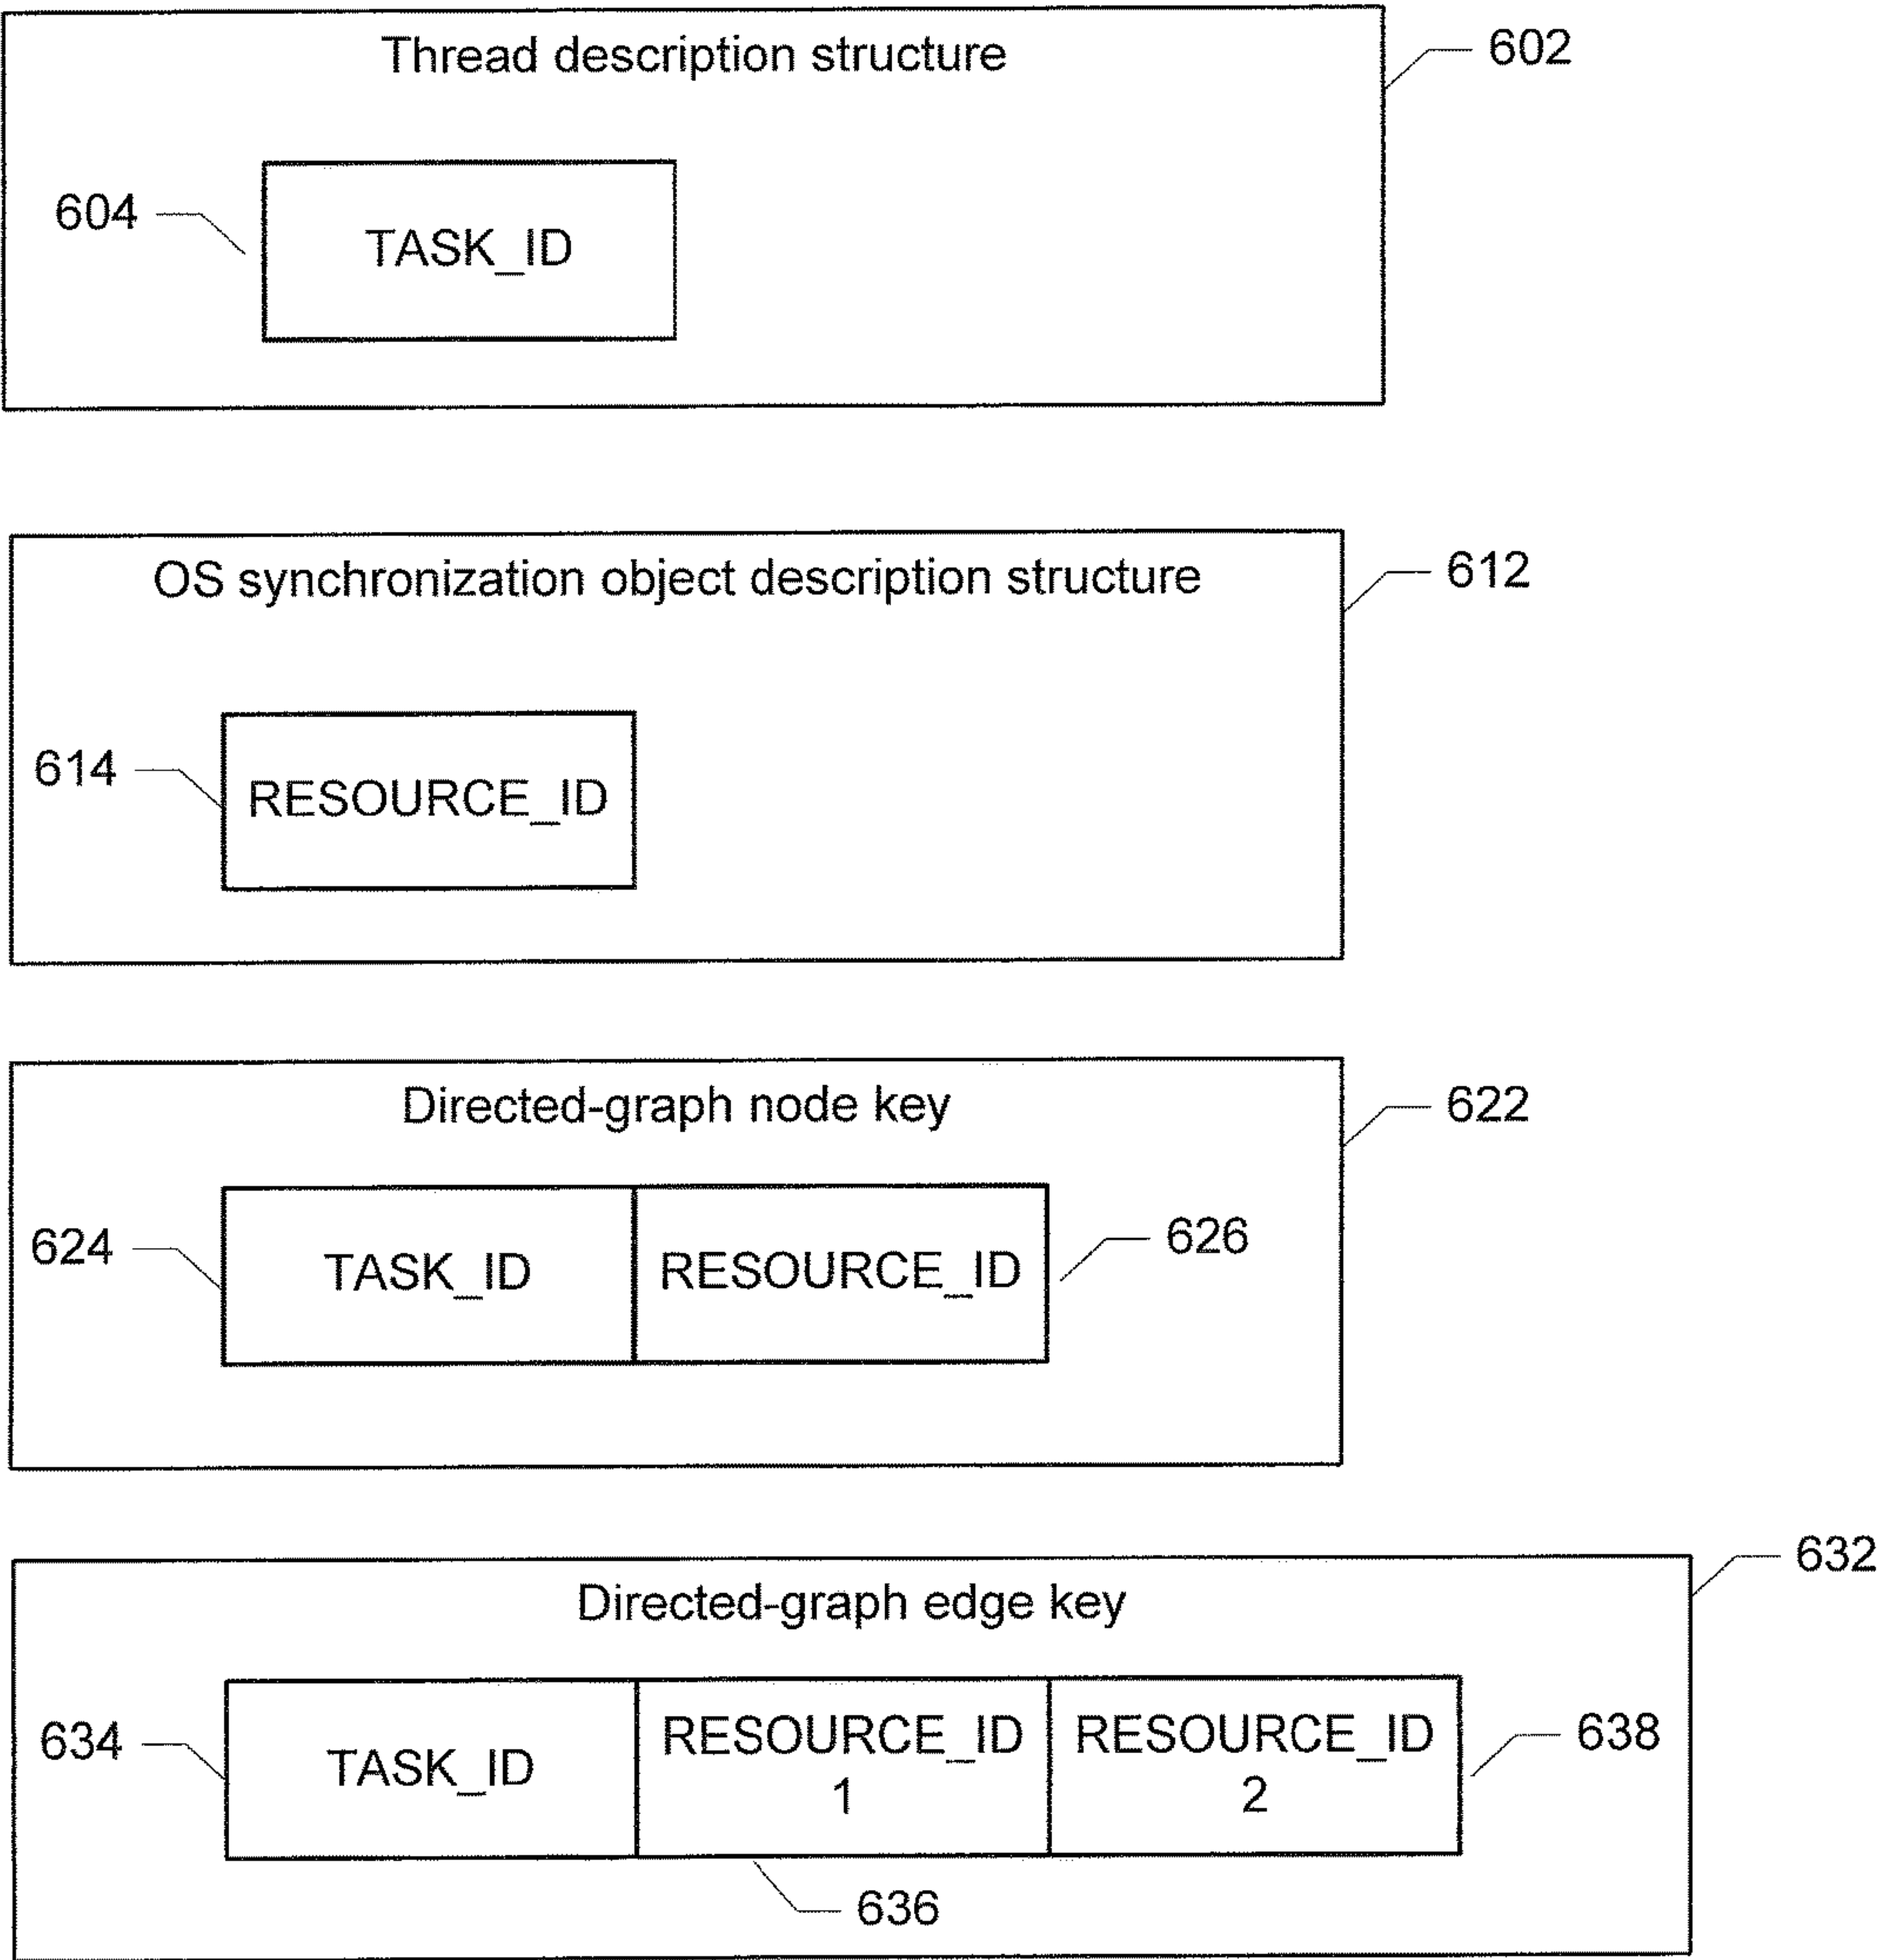 Thread description structure
602
604
TASK_ID
OS synchronization object description structure
612
614
RESOURCE_ID
Directed-graph node key
622
624
TASK_ID
RESOURCE_ID
626
Directed-graph edge key
632
634
TASK_ID
RESOURCE_ID
1
RESOURCE_ID
2
638
636